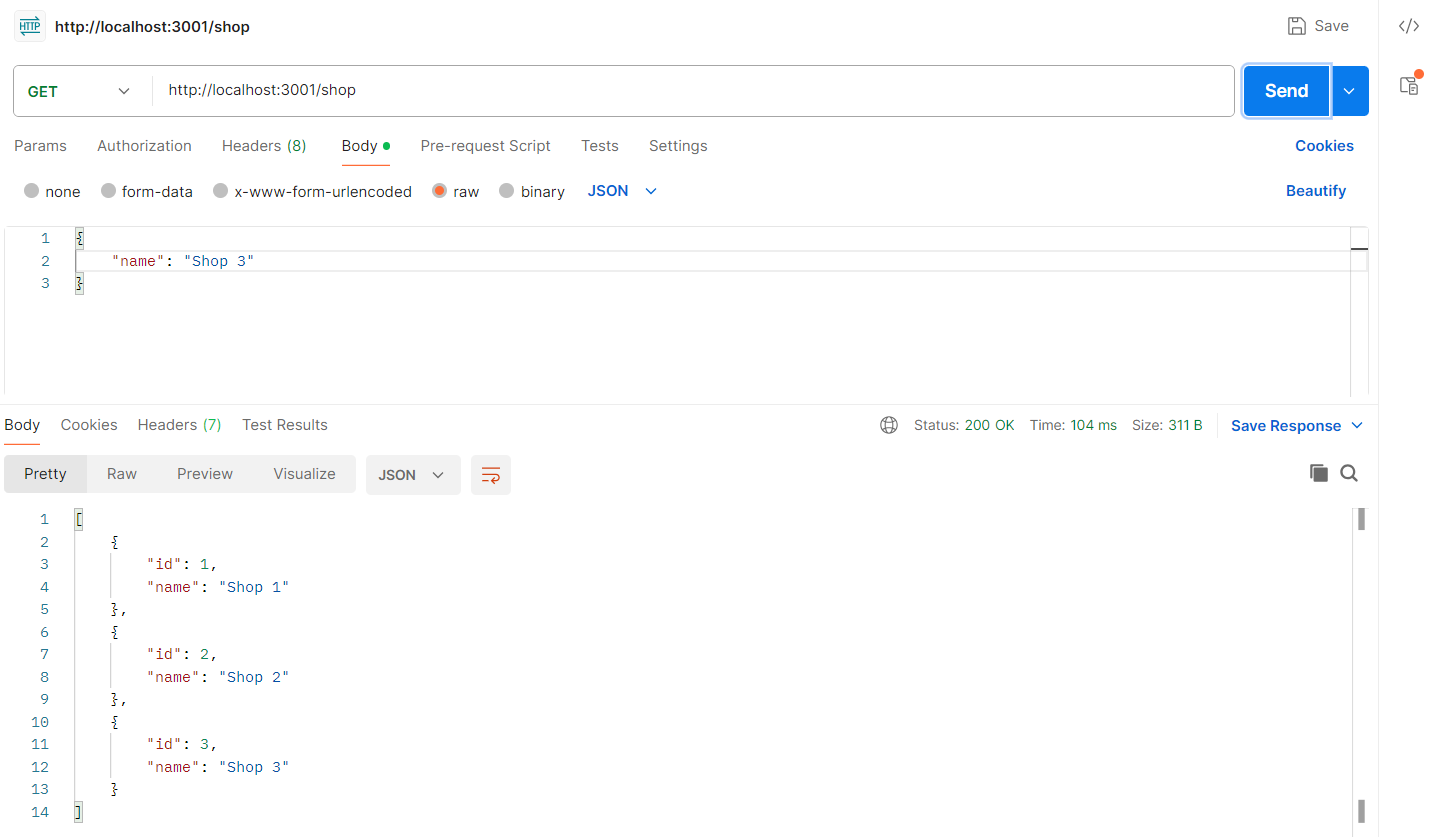 HTTP http://localhost:3001/shop Save </>
GET http://localhost:3001/shop Send
Params Authorization Headers (8) Body Pre-request Script Tests Settings Cookies
none form-data x-www-form-urlencoded raw binary JSON Beautify
1 {
2 "name": "Shop 3"
3 }
Body Cookies Headers (7) Test Results Status: 200 OK Time: 104 ms Size: 311 B Save Response
Pretty Raw Preview Visualize JSON
1 [
2 {
3 "id": 1,
4 "name": "Shop 1"
5 },
6 {
7 "id": 2,
8 "name": "Shop 2"
9 },
10 {
11 "id": 3,
12 "name": "Shop 3"
13 }
14 ]